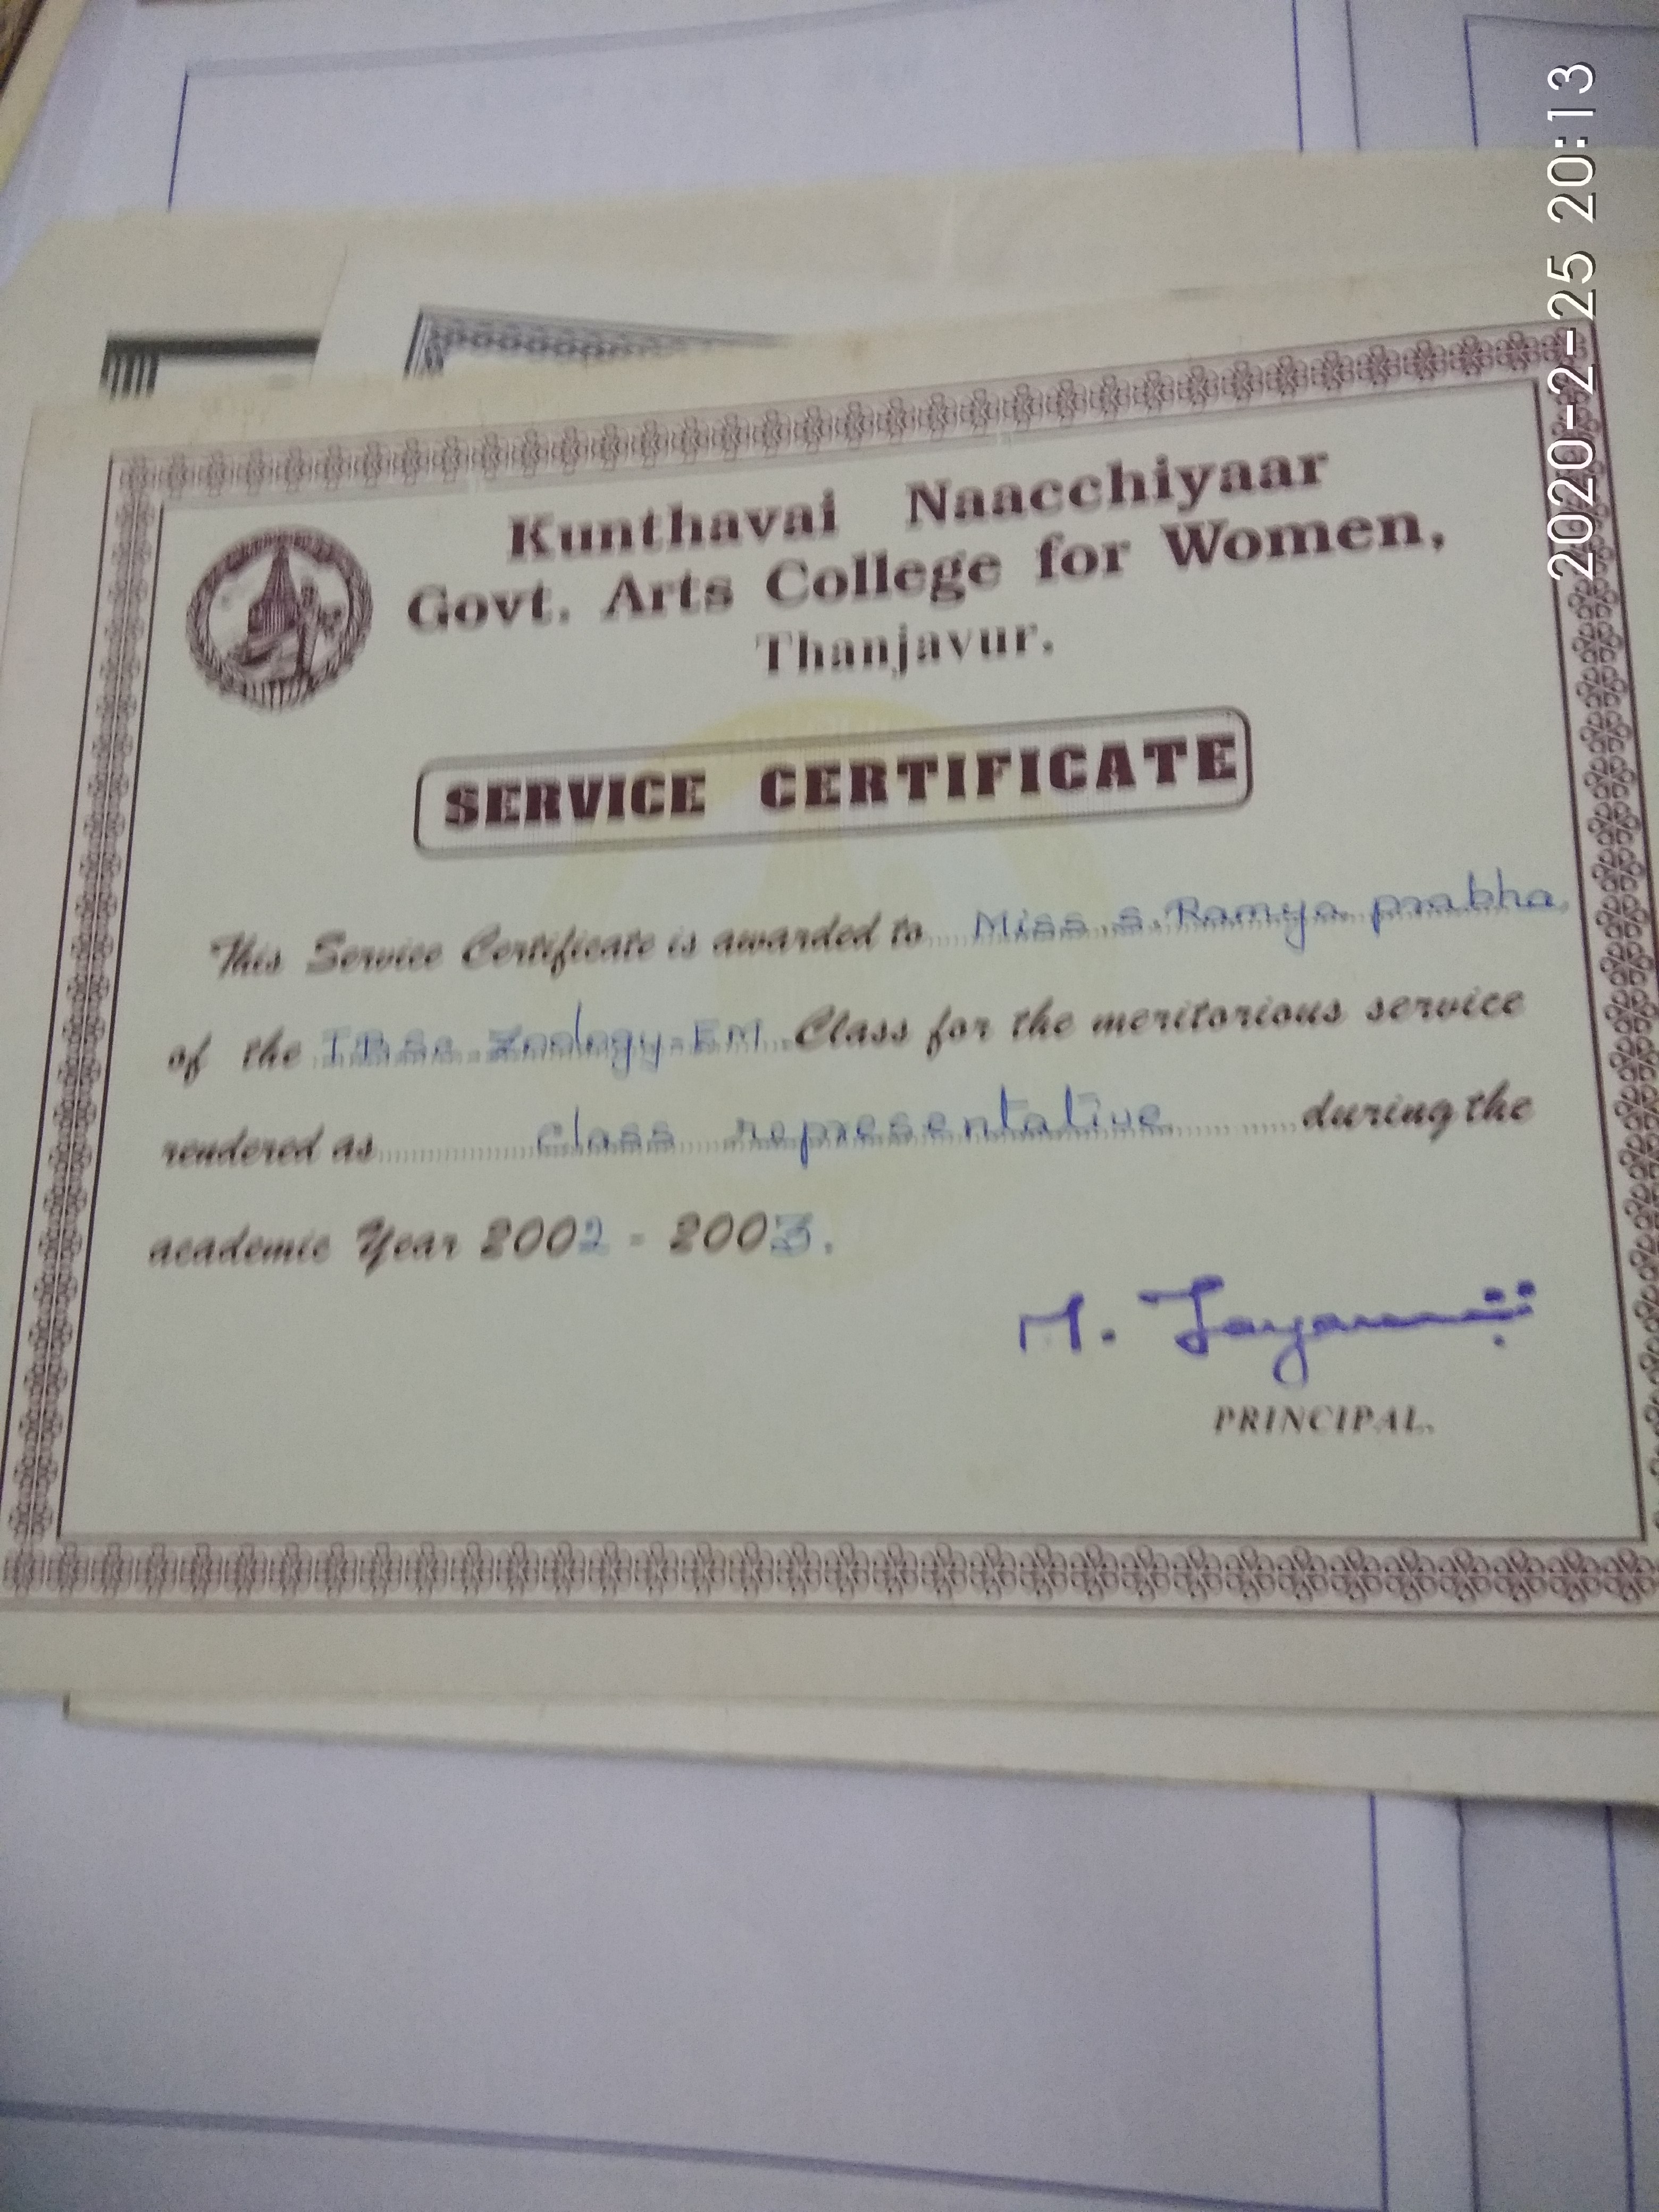 Kunthavai Naacchiyaar
Govt. Arts College for Women,
Thanjavur.
SERVICE CERTIFICATE
This Service Certificate is awarded to Miss. S. Ramya prabha,
of the I BSc Zoology-EM Class for the meritorious service
rendered as class representative during the
academic Year 2002 - 2003.
PRINCIPAL.
2020-2-25 20:13